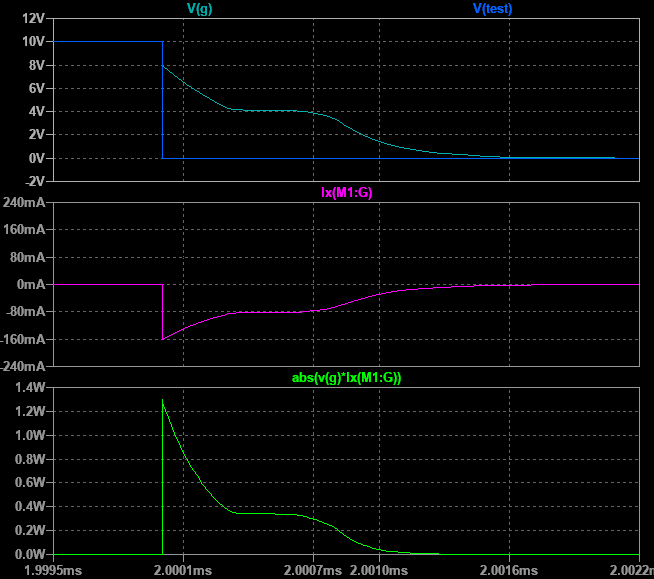 V(g) V(test)
12V
10V
8V
6V
4V
2V
0V
-2V
Ix(M1:G)
240mA
160mA
80mA
0mA
-80mA
-160mA
-240mA
abs(v(g)*Ix(M1:G))
1.4W
1.2W
1.0W
0.8W
0.6W
0.4W
0.2W
0.0W
1.9995ms 2.0001ms 2.0007ms 2.0010ms 2.0016ms 2.0022m